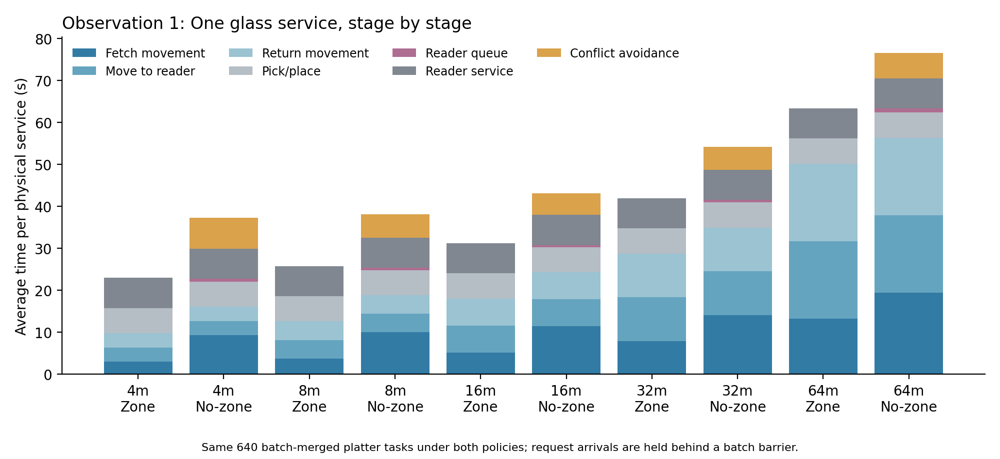 Observation 1: One glass service, stage by stage
Fetch movement
Move to reader
Return movement
Pick/place
Reader queue
Reader service
Conflict avoidance
Average time per physical service (s)
80
70
60
50
40
30
20
10
0
4m
Zone
4m
No-zone
8m
Zone
8m
No-zone
16m
Zone
16m
No-zone
32m
Zone
32m
No-zone
64m
Zone
64m
No-zone
Same 640 batch-merged platter tasks under both policies; request arrivals are held behind a batch barrier.